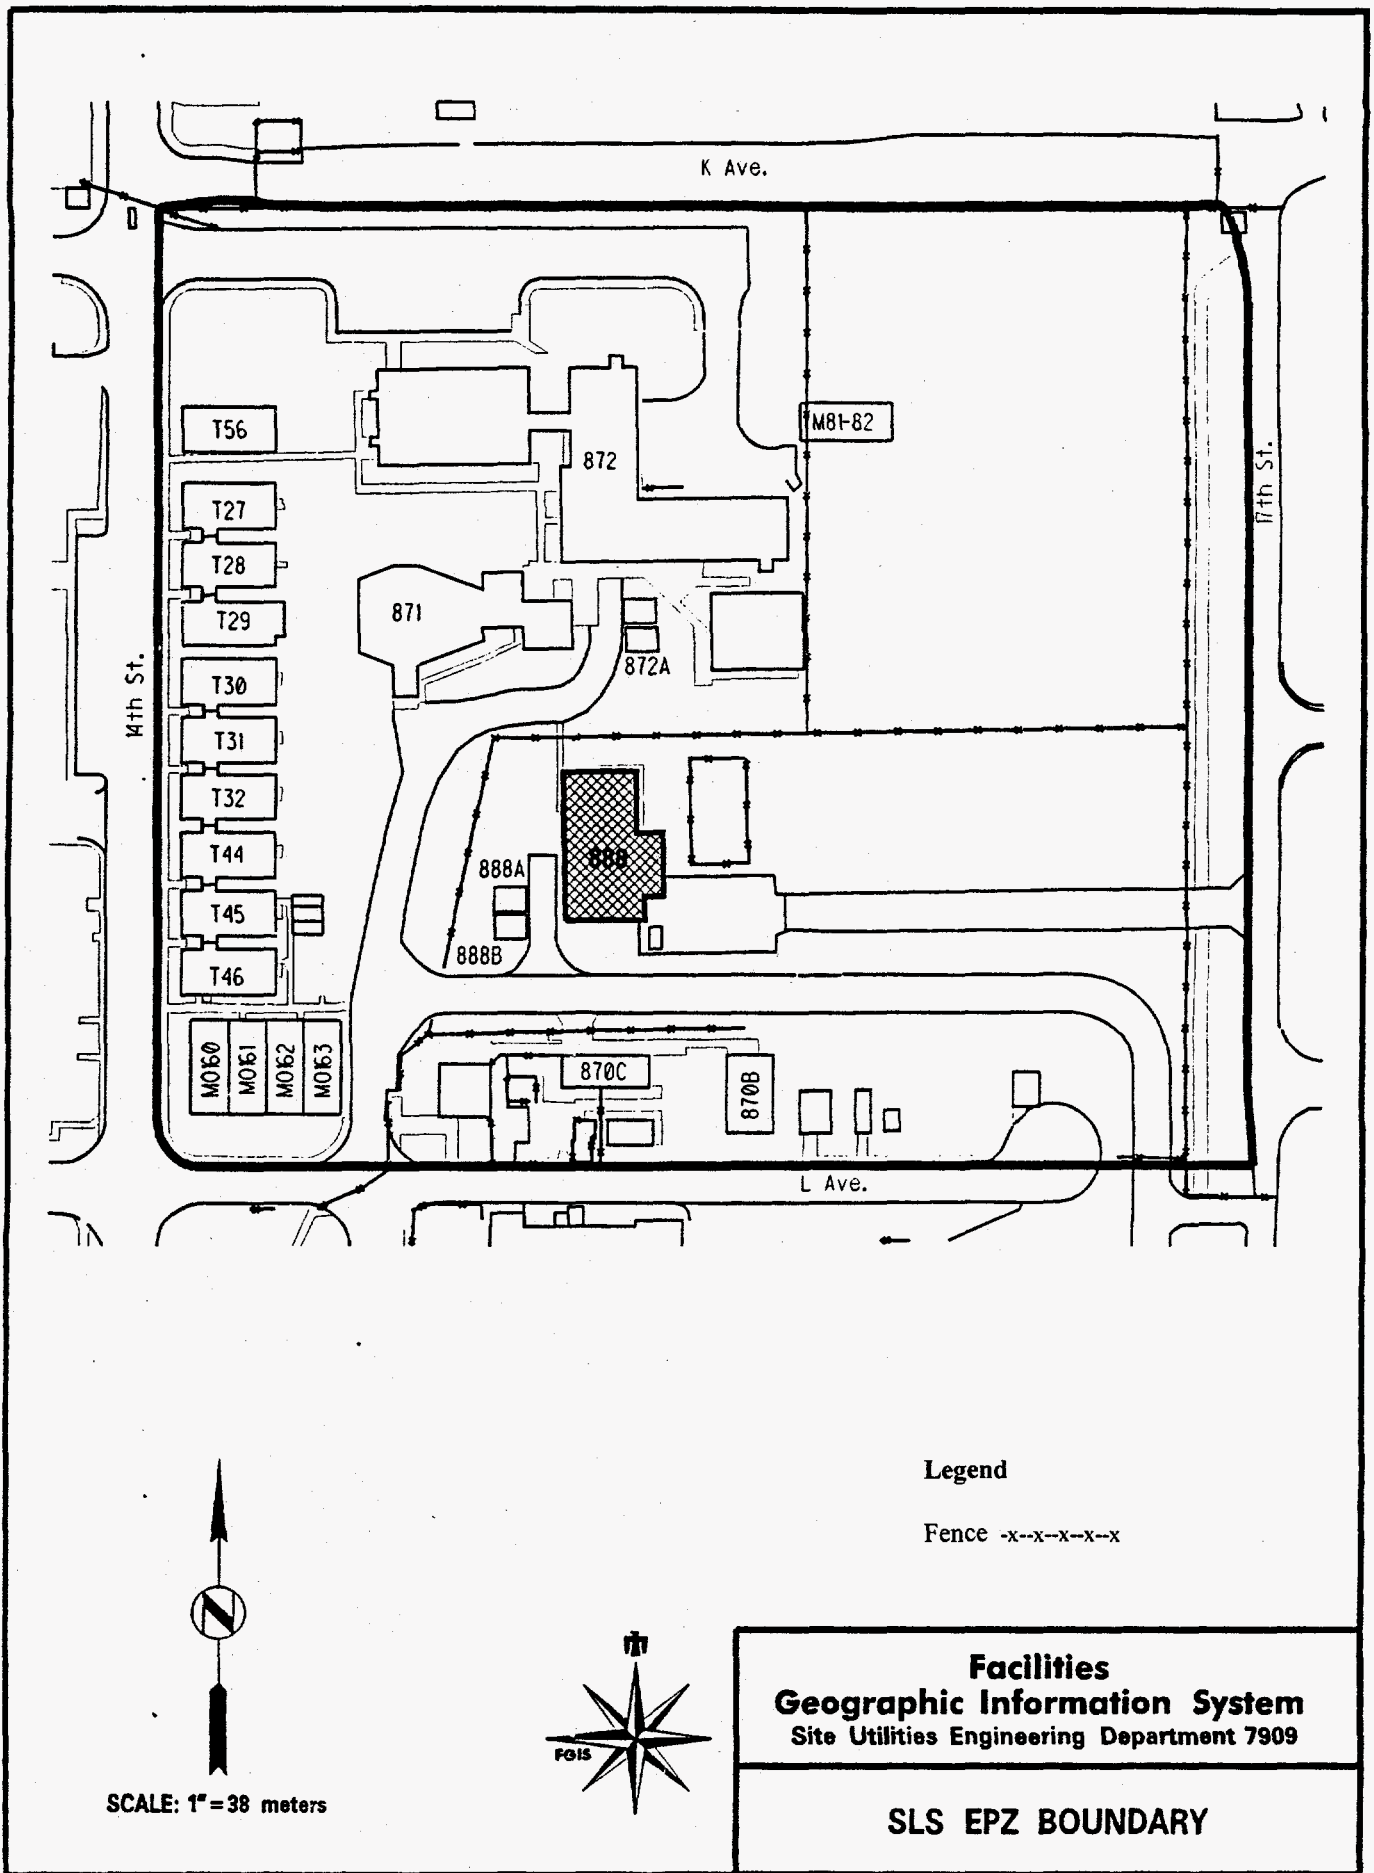 K Ave.
T56
872
M81-82
17th St.
T27
T28
T29
871
872A
14th St.
T30
T31
T32
T44
888
888A
T45
888B
T46
M0160
M0161
M0162
M0163
870C
870B
L Ave.
Legend
Fence -x--x--x--x--x
N
FGIS
SCALE: 1"=38 meters
Facilities
Geographic Information System
Site Utilities Engineering Department 7909
SLS EPZ BOUNDARY